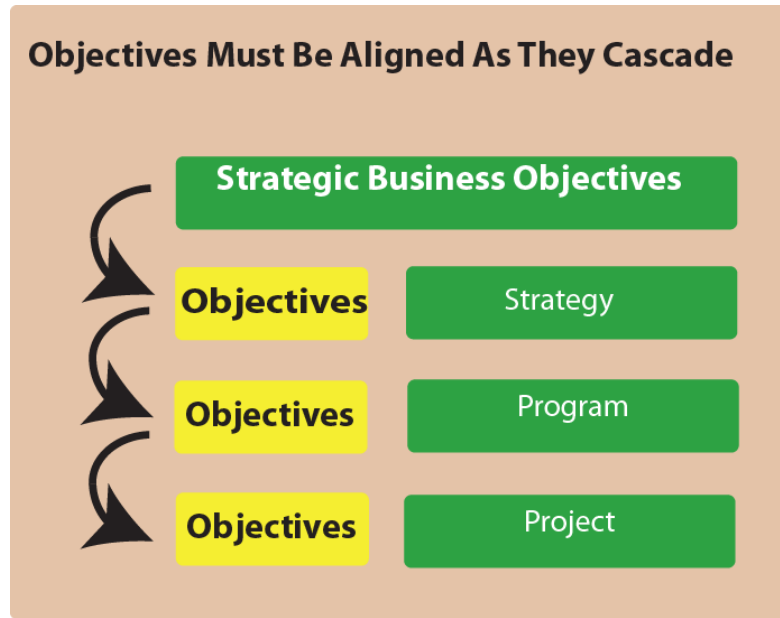 Objectives Must Be Aligned As They Cascade
Strategic Business Objectives
Objectives Strategy
Objectives Program
Objectives Project